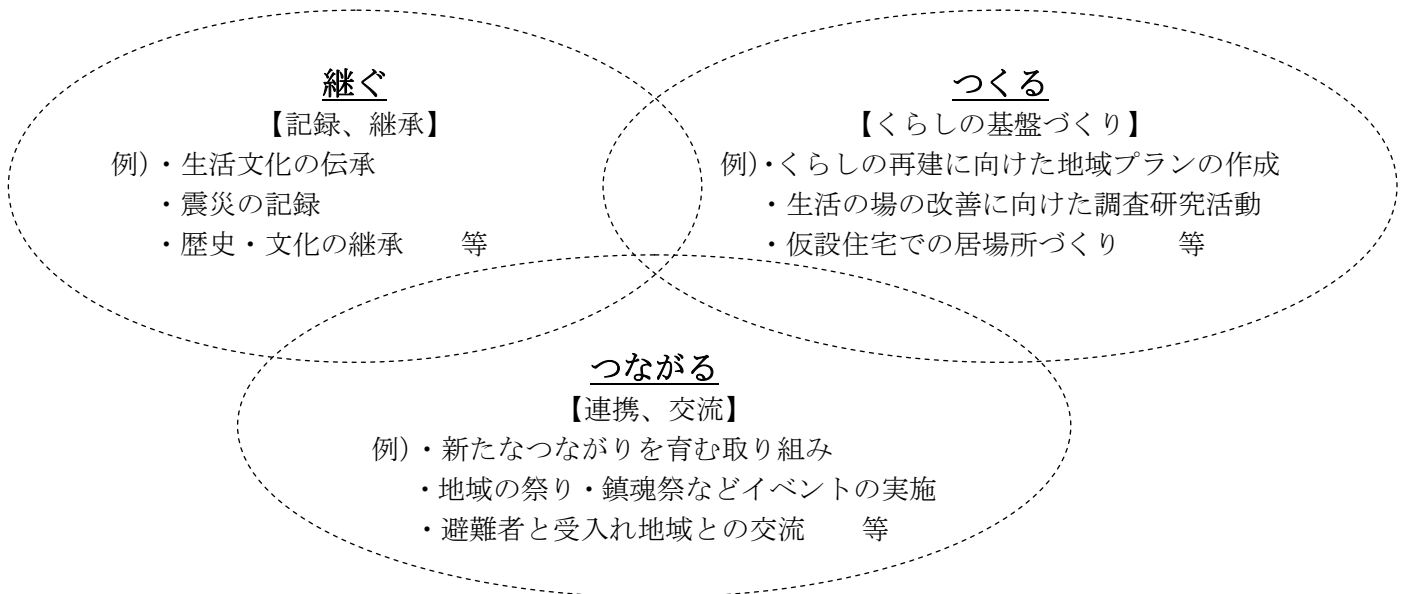 継ぐ
【記録、継承】
例)・生活文化の伝承
・震災の記録
・歴史・文化の継承　　等
つくる
【くらしの基盤づくり】
例)・くらしの再建に向けた地域プランの作成
・生活の場の改善に向けた調査研究活動
・仮設住宅での居場所づくり　　等
つながる
【連携、交流】
例)・新たなつながりを育む取り組み
・地域の祭り・鎮魂祭などイベントの実施
・避難者と受入れ地域との交流　　等